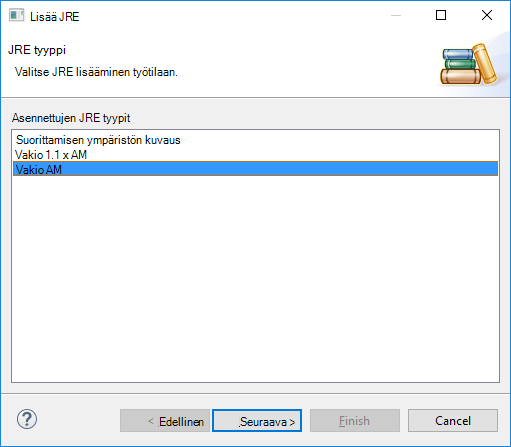 Lisää JRE
JRE tyyppi
Valitse JRE lisääminen työtilaan.
Asennettujen JRE tyypit
Suorittamisen ympäristön kuvaus
Vakio 1.1 x AM
Vakio AM
? < Edellinen Seuraava > Finish Cancel